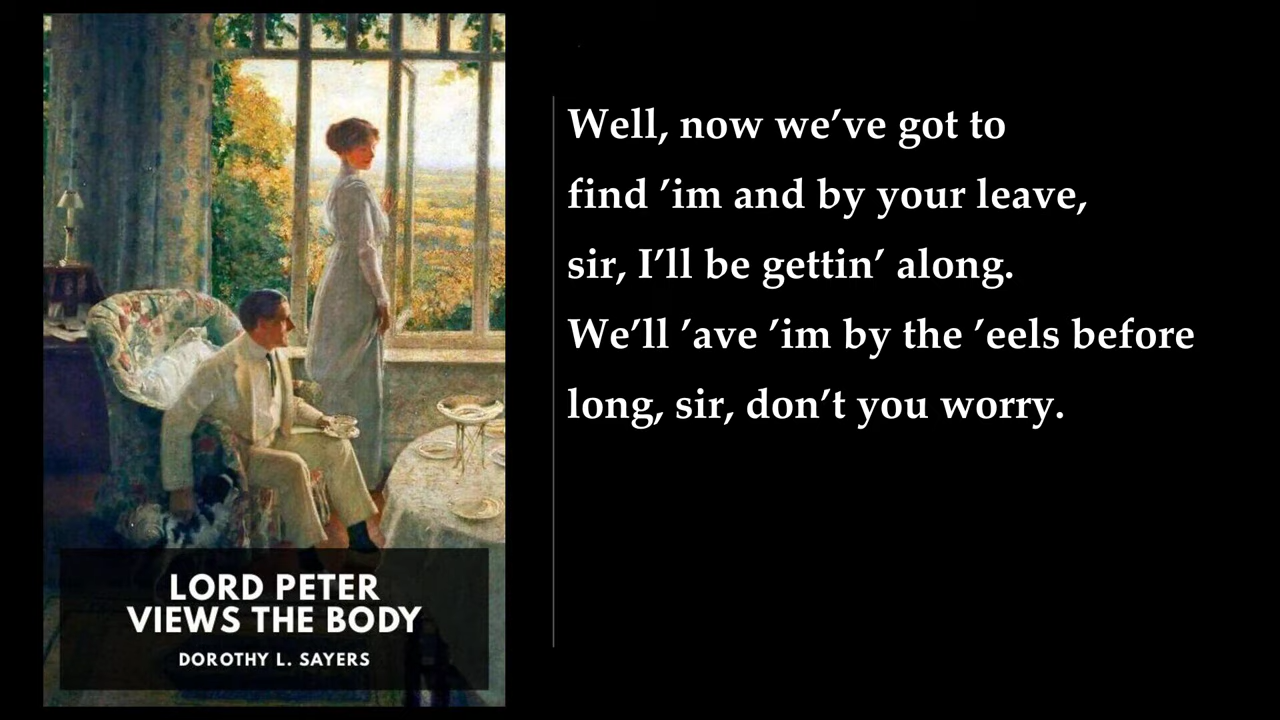 LORD PETER
VIEWS THE BODY
DOROTHY L. SAYERS
Well, now we’ve got to
find ’im and by your leave,
sir, I’ll be gettin’ along.
We’ll ’ave ’im by the ’eels before
long, sir, don’t you worry.